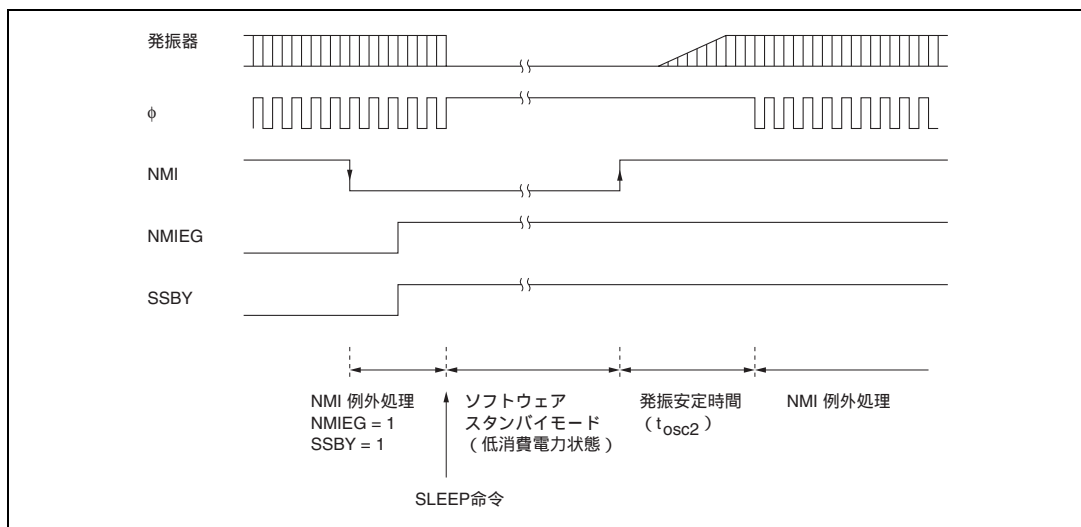 発振器
φ
NMI
NMIEG
SSBY
NMI 例外処理
NMIEG = 1
SSBY = 1
ソフトウェア
スタンバイモード
（低消費電力状態）
発振安定時間
（tosc2）
NMI 例外処理
SLEEP命令